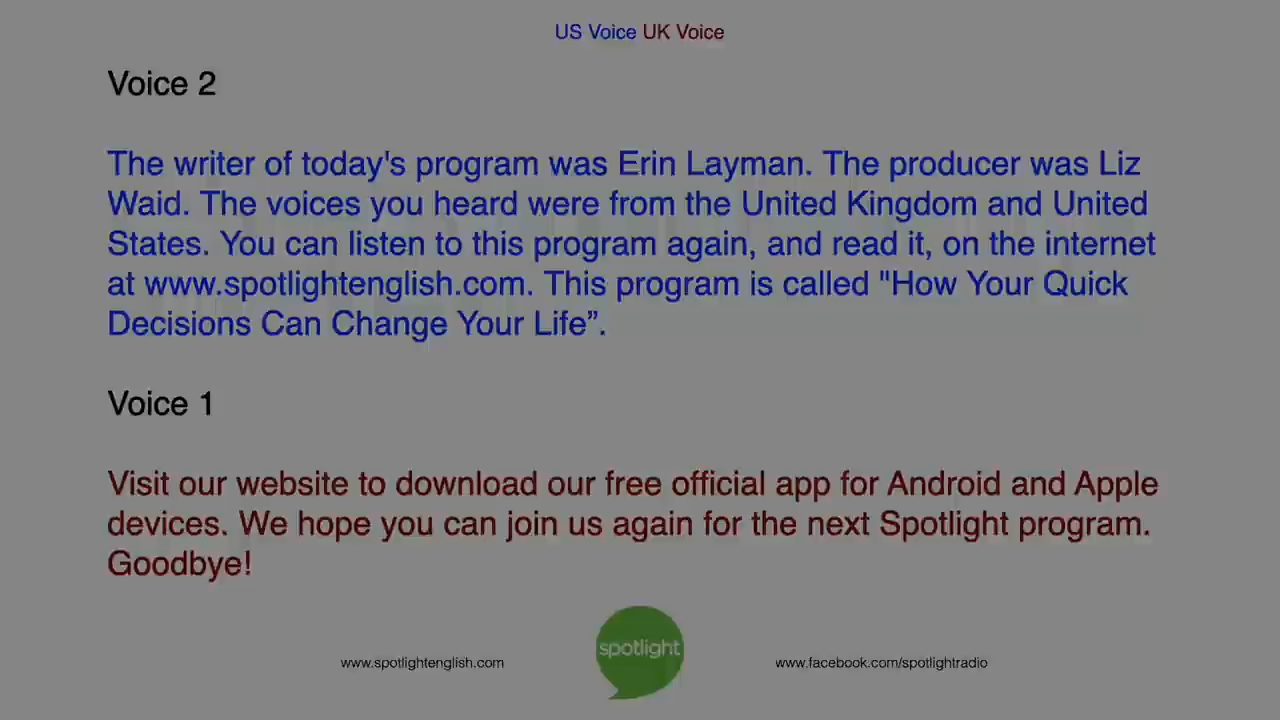 US Voice UK Voice
Voice 2
The writer of today's program was Erin Layman. The producer was Liz
Waid. The voices you heard were from the United Kingdom and United
States. You can listen to this program again, and read it, on the internet
at www.spotlightenglish.com. This program is called "How Your Quick
Decisions Can Change Your Life”.
Voice 1
Visit our website to download our free official app for Android and Apple
devices. We hope you can join us again for the next Spotlight program.
Goodbye!
spotlight
www.spotlightenglish.com
www.facebook.com/spotlightradio